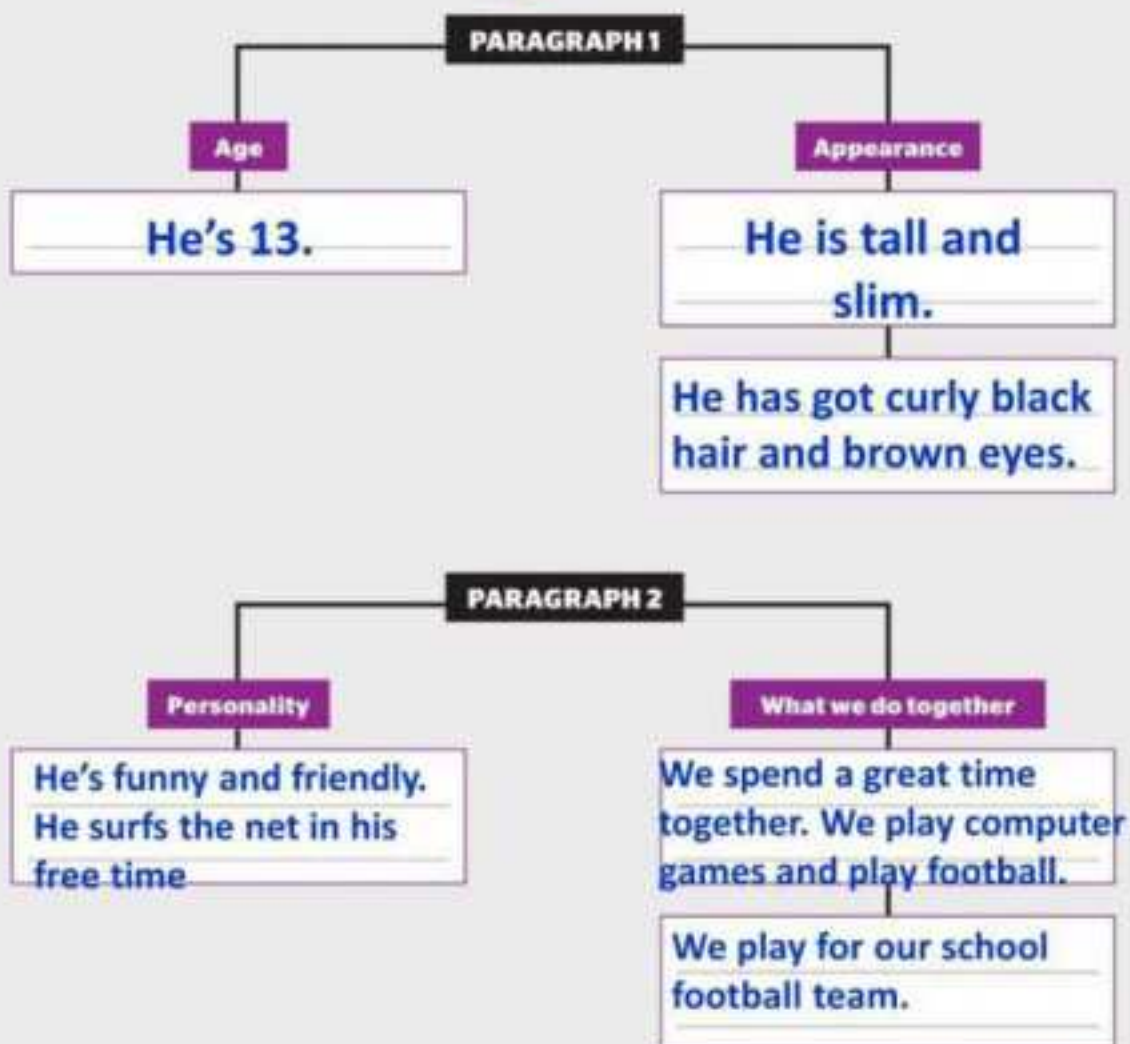 PARAGRAPH 1
Age
Appearance
He's 13.
He is tall and
slim.
He has got curly black
hair and brown eyes.
PARAGRAPH 2
Personality
What we do together
He's funny and friendly.
He surfs the net in his
free time
We spend a great time
together. We play computer
games and play football.
We play for our school
football team.